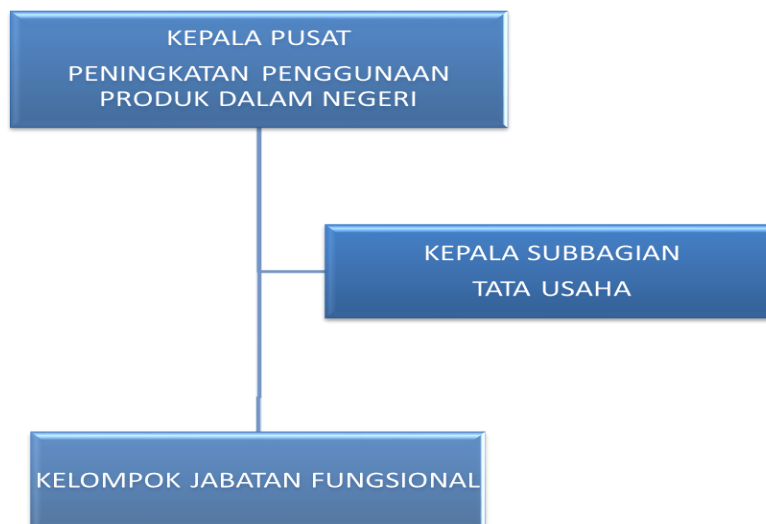 KEPALA PUSAT
PENINGKATAN PENGGUNAAN
PRODUK DALAM NEGERI
KEPALA SUBBAGIAN
TATA USAHA
KELOMPOK JABATAN FUNGSIONAL